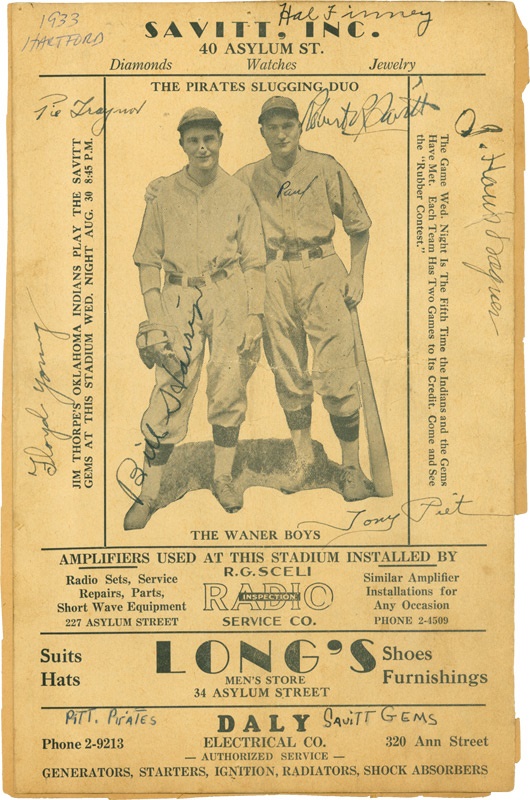 1933
HARTFORD
Hal Finney
SAVITT, INC.
40 ASYLUM ST.
Diamonds Watches Jewelry
THE PIRATES SLUGGING DUO
Pie Traynor
J. Honus Wagner
Paul
JIM THORPE'S OKLAHOMA INDIANS PLAY THE SAVITT
GEMS AT THIS STADIUM WED. NIGHT AUG. 30 8:45 P.M.
The Game Wed. Night Is The Fifth Time the Indians and the Gems
Have Met. Each Team Has Two Games to Its Credit. Come and See
the "Rubber Contest."
Floyd Young
Bill
Tony Piet
THE WANER BOYS
AMPLIFIERS USED AT THIS STADIUM INSTALLED BY
Radio Sets, Service
Repairs, Parts,
Short Wave Equipment
227 ASYLUM STREET
R.G.SCELI
RADIO
INSPECTION
SERVICE CO.
Similar Amplifier
Installations for
Any Occasion
PHONE 2-4509
Suits
Hats
LONG'S
MEN'S STORE
34 ASYLUM STREET
Shoes
Furnishings
PITT. PIRATES
SAVITT GEMS
DALY
Phone 2-9213 ELECTRICAL CO. 320 Ann Street
— AUTHORIZED SERVICE —
GENERATORS, STARTERS, IGNITION, RADIATORS, SHOCK ABSORBERS